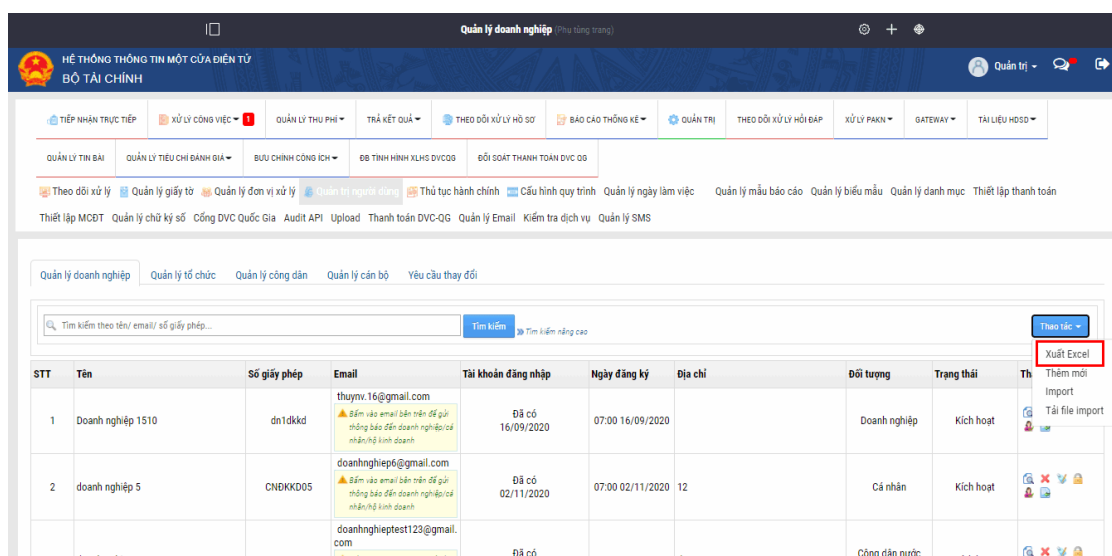 Quản lý doanh nghiệp (Phụ tùng trang)
HỆ THỐNG THÔNG TIN MỘT CỬA ĐIỆN TỬ
BỘ TÀI CHÍNH
Quản trị
TIẾP NHẬN TRỰC TIẾP XỬ LÝ CÔNG VIỆC 1 QUẢN LÝ THU PHÍ TRẢ KẾT QUẢ THEO DÕI XỬ LÝ HỒ SƠ BÁO CÁO THỐNG KÊ QUẢN TRỊ THEO DÕI XỬ LÝ HỎI ĐÁP XỬ LÝ PAKN GATEWAY TÀI LIỆU HDSD
QUẢN LÝ TIN BÀI QUẢN LÝ TIÊU CHÍ ĐÁNH GIÁ BƯU CHÍNH CÔNG ÍCH ĐB TÌNH HÌNH XLHS DVCQG ĐỐI SOÁT THANH TOÁN DVC QG
Theo dõi xử lý Quản lý giấy tờ Quản lý đơn vị xử lý Quản trị người dùng Thủ tục hành chính Cấu hình quy trình Quản lý ngày làm việc Quản lý mẫu báo cáo Quản lý biểu mẫu Quản lý danh mục Thiết lập thanh toán
Thiết lập MCĐT Quản lý chữ ký số Cổng DVC Quốc Gia Audit API Upload Thanh toán DVC-QG Quản lý Email Kiểm tra dịch vụ Quản lý SMS
Quản lý doanh nghiệp Quản lý tổ chức Quản lý công dân Quản lý cán bộ Yêu cầu thay đổi
Tìm kiếm theo tên/ email/ số giấy phép... Tìm kiếm Tìm kiếm nâng cao Thao tác
Xuất Excel
Thêm mới
Import
Tải file import
STT Tên Số giấy phép Email Tài khoản đăng nhập Ngày đăng ký Địa chỉ Đối tượng Trạng thái Th
1 Doanh nghiệp 1510 dn1dkkd thuynv.16@gmail.com
Bấm vào email bên trên để gửi
thông báo đến doanh nghiệp/cá
nhân/hộ kinh doanh
Đã có
16/09/2020
07:00 16/09/2020 Doanh nghiệp Kích hoạt
2 doanh nghiệp 5 CNĐKKD05 doanhnghiep6@gmail.com
Bấm vào email bên trên để gửi
thông báo đến doanh nghiệp/cá
nhân/hộ kinh doanh
Đã có
02/11/2020
07:00 02/11/2020 12 Cá nhân Kích hoạt
doanhnghieptest123@gmail.
com
Đã có
Công dân nước